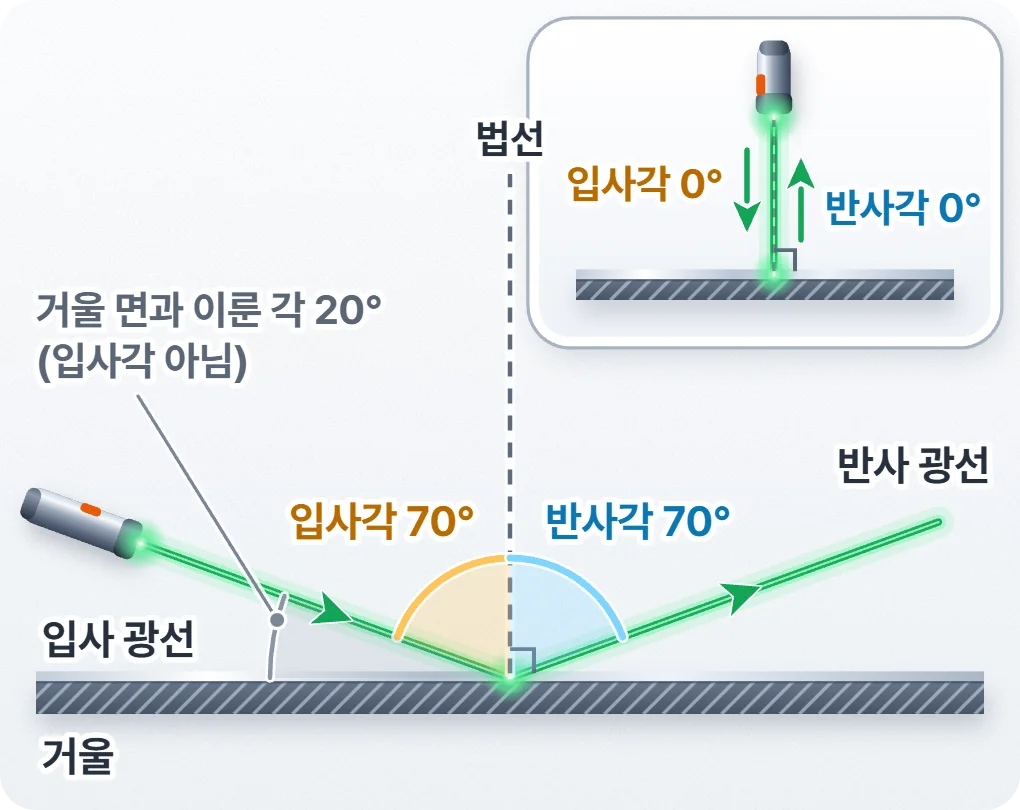 법선
입사각 0°
반사각 0°
거울 면과 이룬 각 20°
(입사각 아님)
반사 광선
입사각 70°
반사각 70°
입사 광선
거울